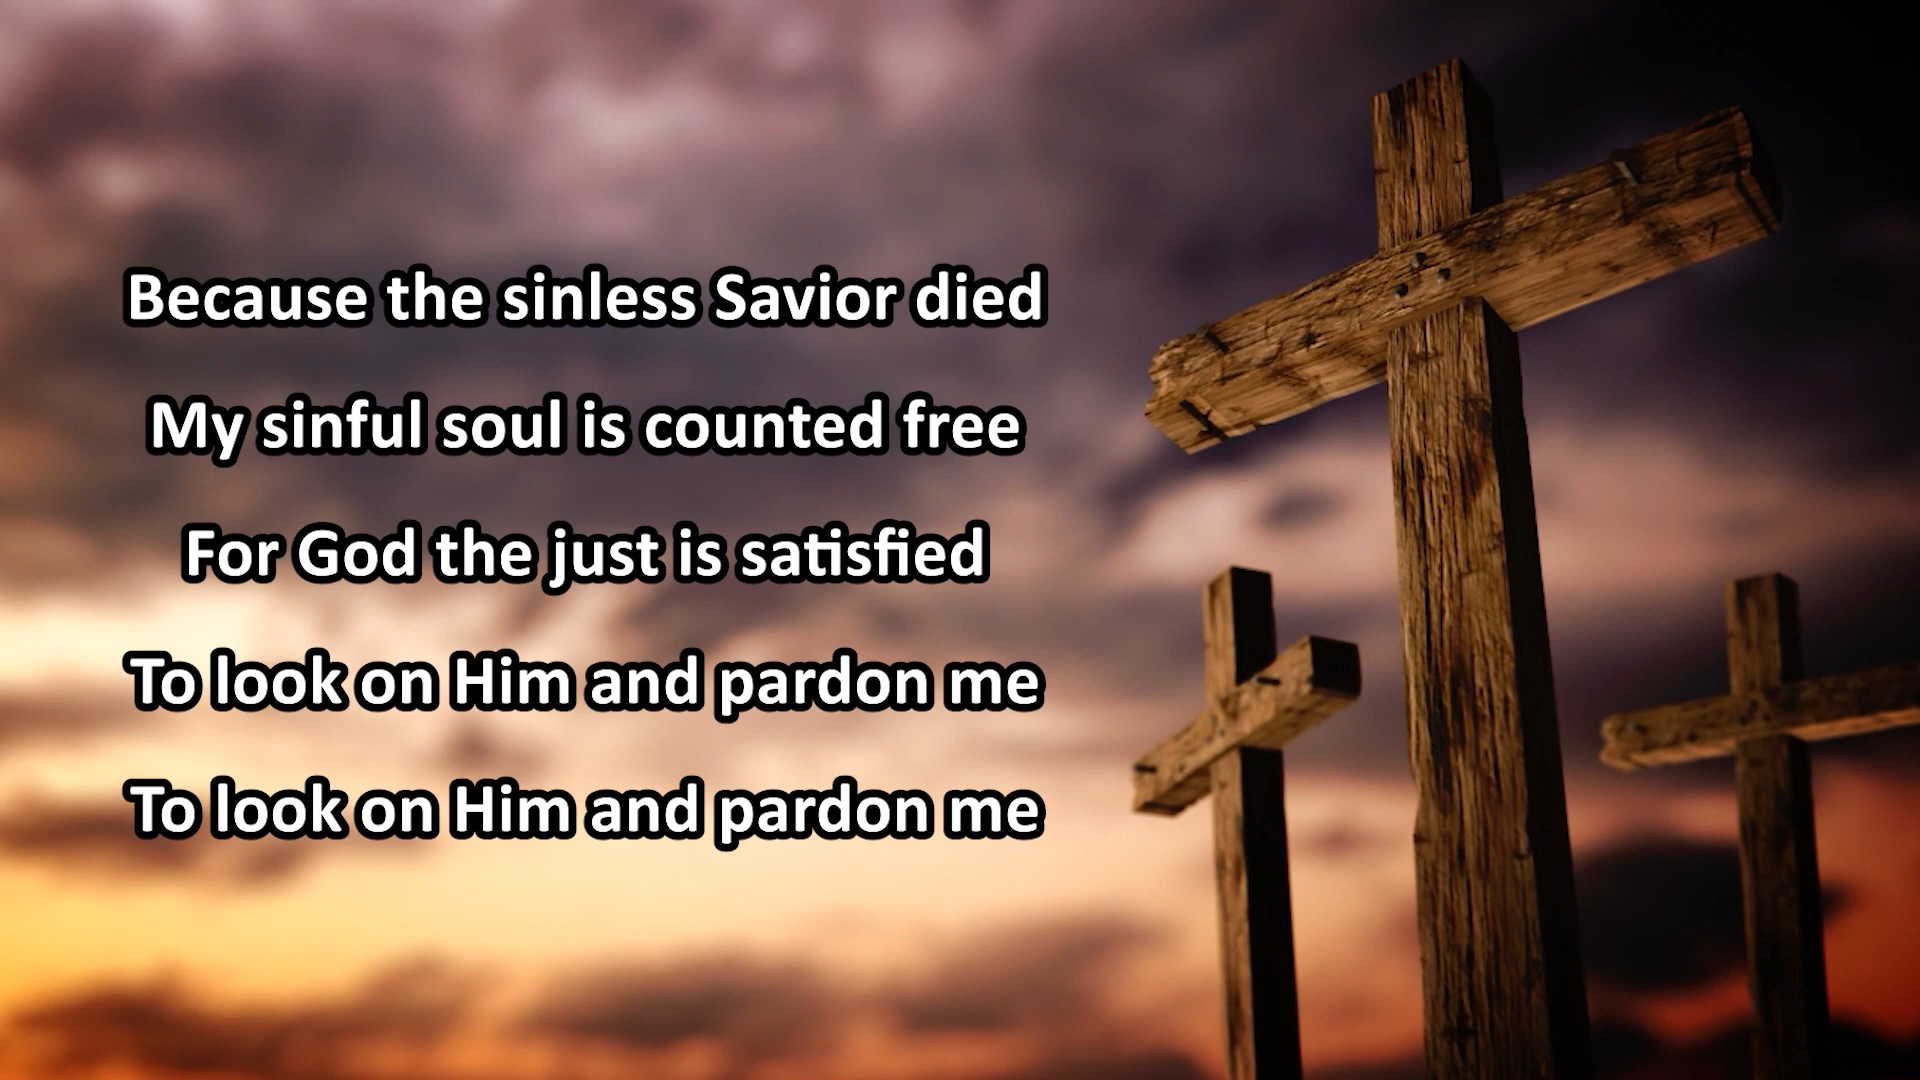 Because the sinless Savior died
My sinful soul is counted free
For God the just is satisfied
To look on Him and pardon me
To look on Him and pardon me